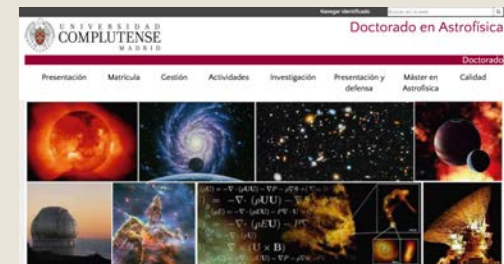 Navegar identificado
UNIVERSIDAD
COMPLUTENSE
MADRID
Doctorado en Astrofísica
Doctorado
Presentación Matrícula Gestión Actividades Investigación Presentación y defensa Máster en Astrofísica Calidad
= −∇· (ρUU) − ∇P
∇ × (U × B)